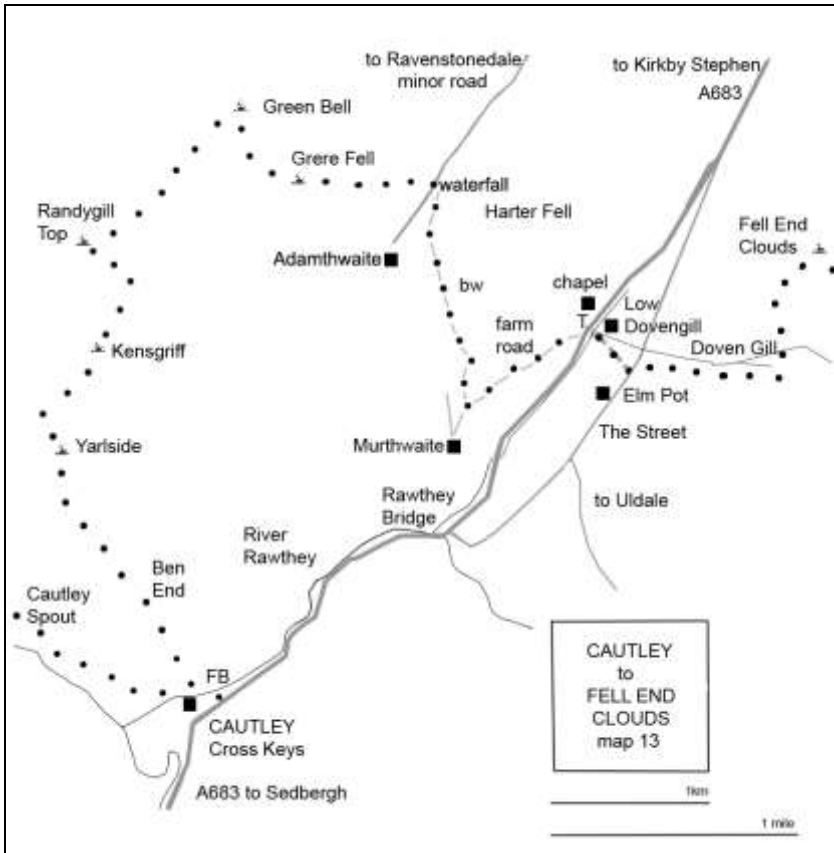 to Ravenstonedale
minor road
to Kirkby Stephen
A683
Green Bell
Grere Fell
waterfall
Harter Fell
Randygill
Top
Fell End
Clouds
Adamthwaite
bw
chapel
T
Low
Dovengill
farm
road
Doven Gill
Kensgriff
Elm Pot
The Street
Murthwaite
Yarlside
Rawthey
Bridge
to Uldale
River
Rawthey
Ben
End
Cautley
Spout
FB
CAUTLEY
Cross Keys
A683 to Sedbergh
CAUTLEY
to
FELL END
CLOUDS
map 13
1km
1 mile